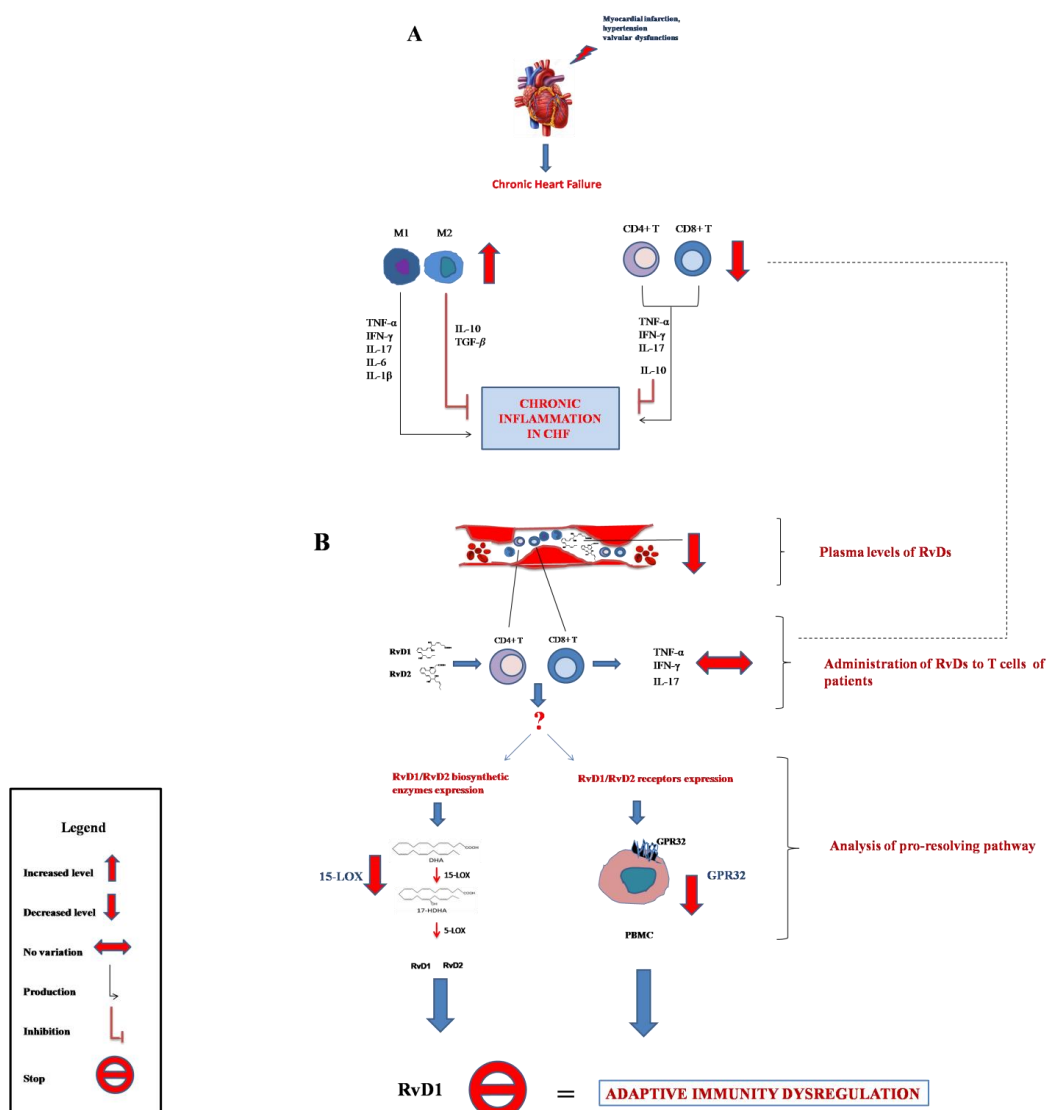 A
Myocardial infarction,
hypertension
valvular dysfunctions
Chronic Heart Failure
M1
M2
CD4+ T
CD8+ T
TNF-α
IFN-γ
IL-17
IL-6
IL-1β
IL-10
TGF-β
TNF-α
IFN-γ
IL-17
IL-10
CHRONIC
INFLAMMATION
IN CHF
B
Plasma levels of RvDs
RvD1
RvD2
CD4+ T
CD8+ T
TNF-α
IFN-γ
IL-17
Administration of RvDs to T cells of
patients
?
RvD1/RvD2 biosynthetic
enzymes expression
RvD1/RvD2 receptors expression
15-LOX
COOH
DHA
15-LOX
COOH
OH
17-HDHA
5-LOX
RvD1 RvD2
GPR32
GPR32
PBMC
Analysis of pro-resolving pathway
Legend
Increased level
Decreased level
No variation
Production
Inhibition
Stop
RvD1 = ADAPTIVE IMMUNITY DYSREGULATION